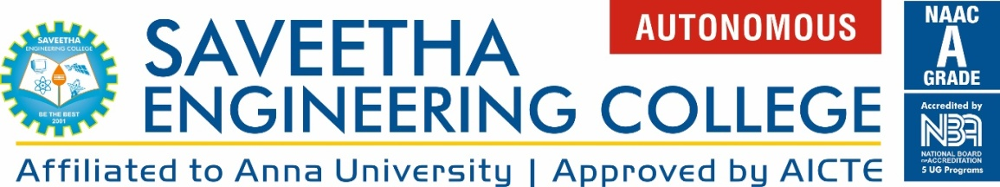 SAVEETHA
ENGINEERING COLLEGE
BE THE BEST
2001
SAVEETHA
ENGINEERING COLLEGE
AUTONOMOUS
Affiliated to Anna University | Approved by AICTE
NAAC
A
GRADE
Accredited by
NBA
NATIONAL BOARD
OF ACCREDITATION
5 UG Programs